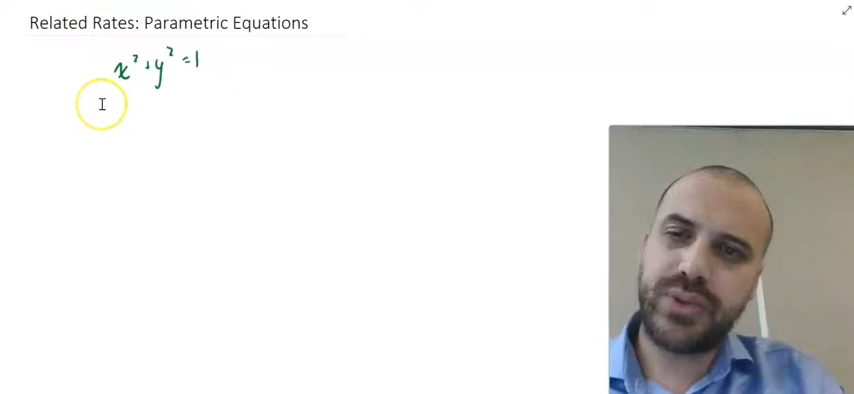 Related Rates: Parametric Equations
x² + y² = 1